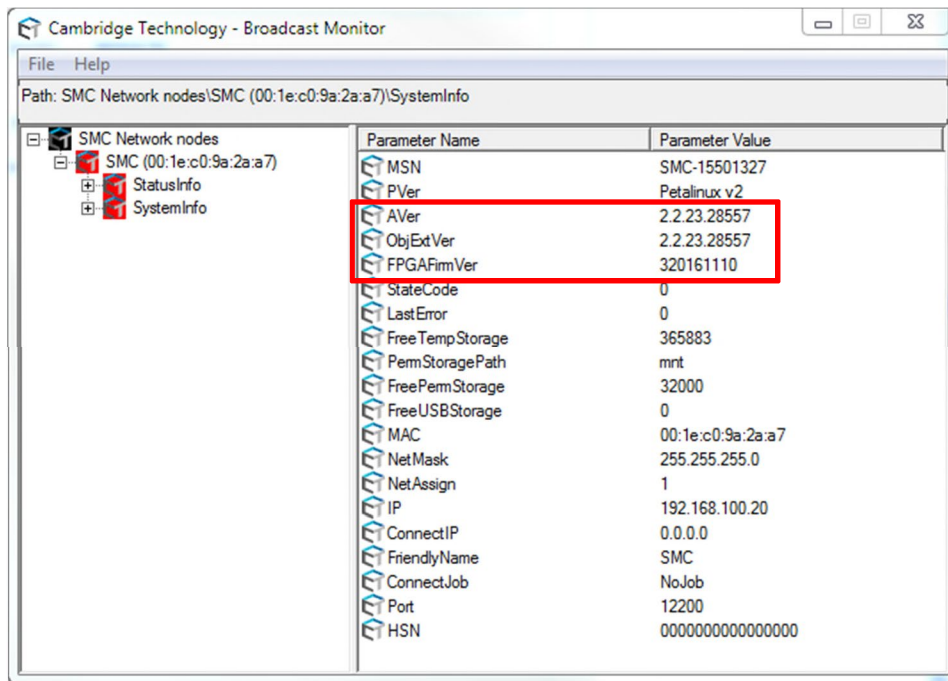 Cambridge Technology - Broadcast Monitor
File Help
Path: SMC Network nodes\SMC (00:1e:c0:9a:2a:a7)\SystemInfo
SMC Network nodes
SMC (00:1e:c0:9a:2a:a7)
StatusInfo
SystemInfo
Parameter Name Parameter Value
MSN SMC-15501327
PVer Petalinux v2
AVer 2.2.23.28557
ObjExtVer 2.2.23.28557
FPGAFirmVer 320161110
StateCode 0
LastError 0
FreeTempStorage 365883
PermStoragePath mnt
FreePermStorage 32000
FreeUSBStorage 0
MAC 00:1e:c0:9a:2a:a7
NetMask 255.255.255.0
NetAssign 1
IP 192.168.100.20
ConnectIP 0.0.0.0
FriendlyName SMC
ConnectJob NoJob
Port 12200
HSN 0000000000000000